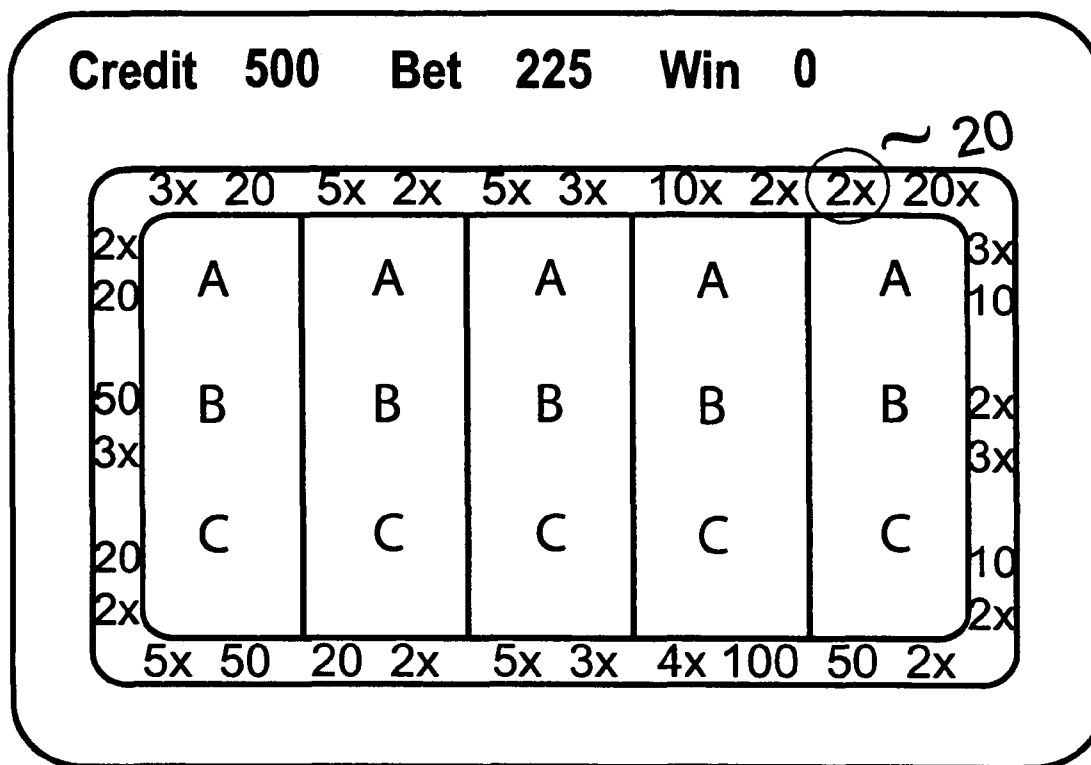 Credit 500 Bet 225 Win 0
~ 20
3x 20 5x 2x 5x 3x 10x 2x 2x 20x
2x 3x
A A A A A
20 10
50 B B B B B 2x
3x 3x
C C C C C
20 10
2x 2x
5x 50 20 2x 5x 3x 4x 100 50 2x